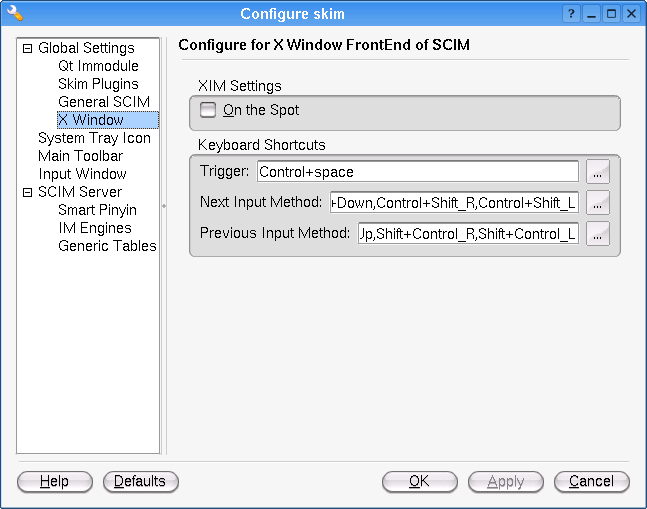 Configure skim
Global Settings
Qt Immodule
Skim Plugins
General SCIM
X Window
System Tray Icon
Main Toolbar
Input Window
SCIM Server
Smart Pinyin
IM Engines
Generic Tables
Configure for X Window FrontEnd of SCIM
XIM Settings
On the Spot
Keyboard Shortcuts
Trigger: Control+space ...
Next Input Method: +Down,Control+Shift_R,Control+Shift_L ...
Previous Input Method: Up,Shift+Control_R,Shift+Control_L ...
Help Defaults OK Apply Cancel